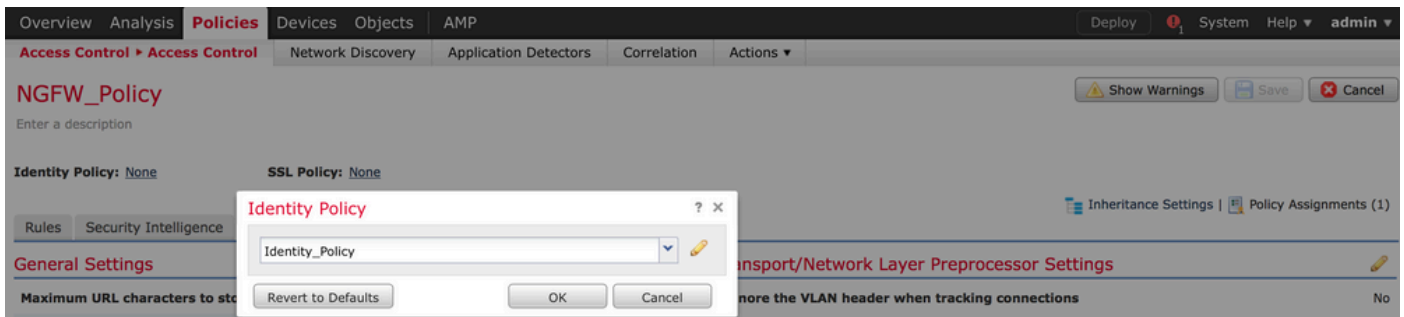 Overview Analysis Policies Devices Objects AMP Deploy 1 System Help admin
Access Control ▸ Access Control Network Discovery Application Detectors Correlation Actions
NGFW_Policy Show Warnings Save Cancel
Enter a description
Identity Policy: None SSL Policy: None
Inheritance Settings | Policy Assignments (1)
Rules Security Intelligence
Identity Policy ? ×
Identity_Policy
Revert to Defaults OK Cancel
General Settings Transport/Network Layer Preprocessor Settings
Maximum URL characters to nore the VLAN header when tracking connections No